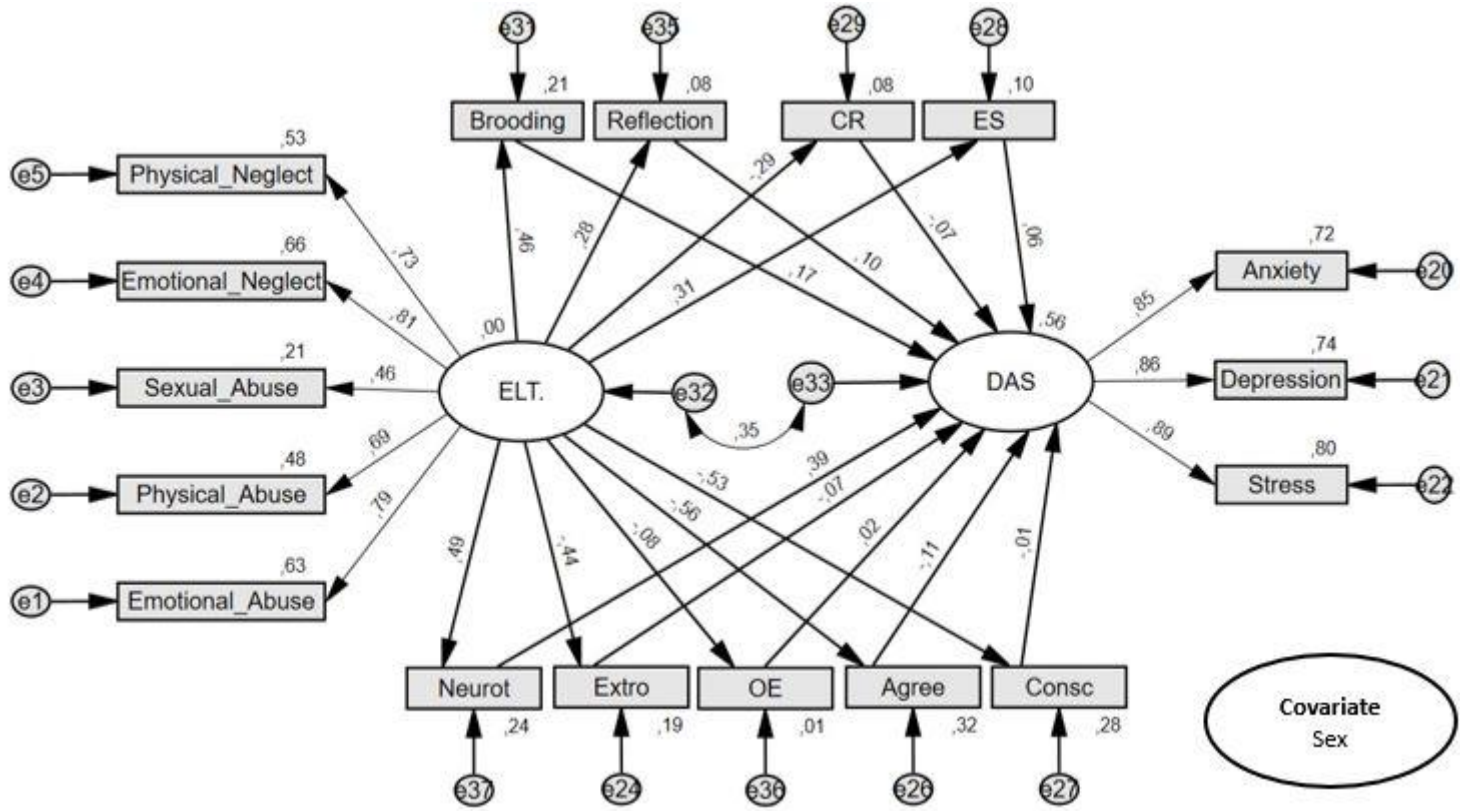 e31
e35
e29
e28
,21
,08
,08
,10
Brooding
Reflection
CR
ES
,53
e5
Physical_Neglect
,66
e4
Emotional_Neglect
,21
e3
Sexual_Abuse
,48
e2
Physical_Abuse
,63
e1
Emotional_Abuse
,73
,81
,46
,69
,79
,46
,28
-,29
,31
,17
,10
-,07
,06
,00
ELT.
e32
,35
e33
,56
DAS
,85
,86
,89
,72
Anxiety
e20
,74
Depression
e21
,80
Stress
e22
,49
-,44
-,08
-,56
-,53
,39
-,07
,02
-,11
-,01
Neurot
Extro
OE
Agree
Consc
,24
,19
,01
,32
,28
e37
e24
e36
e26
e27
Covariate
Sex